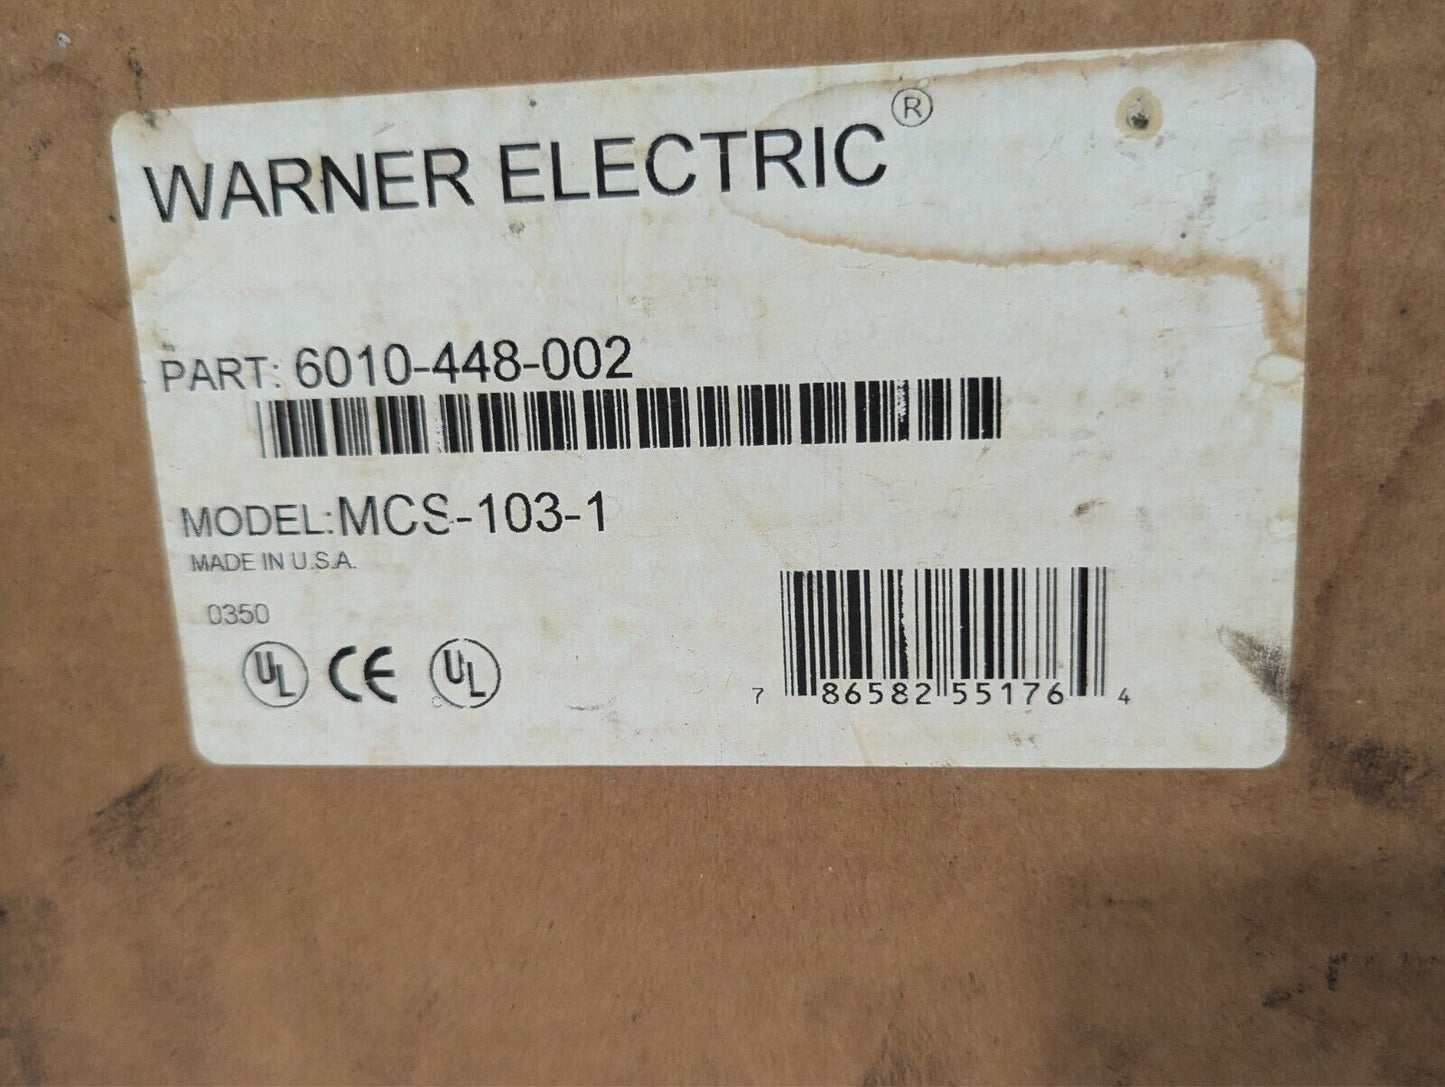 WARNER ELECTRIC®
PART: 6010-448-002
MODEL: MCS-103-1
MADE IN U.S.A.
0350
UL CE UL
7 86582 55176 4